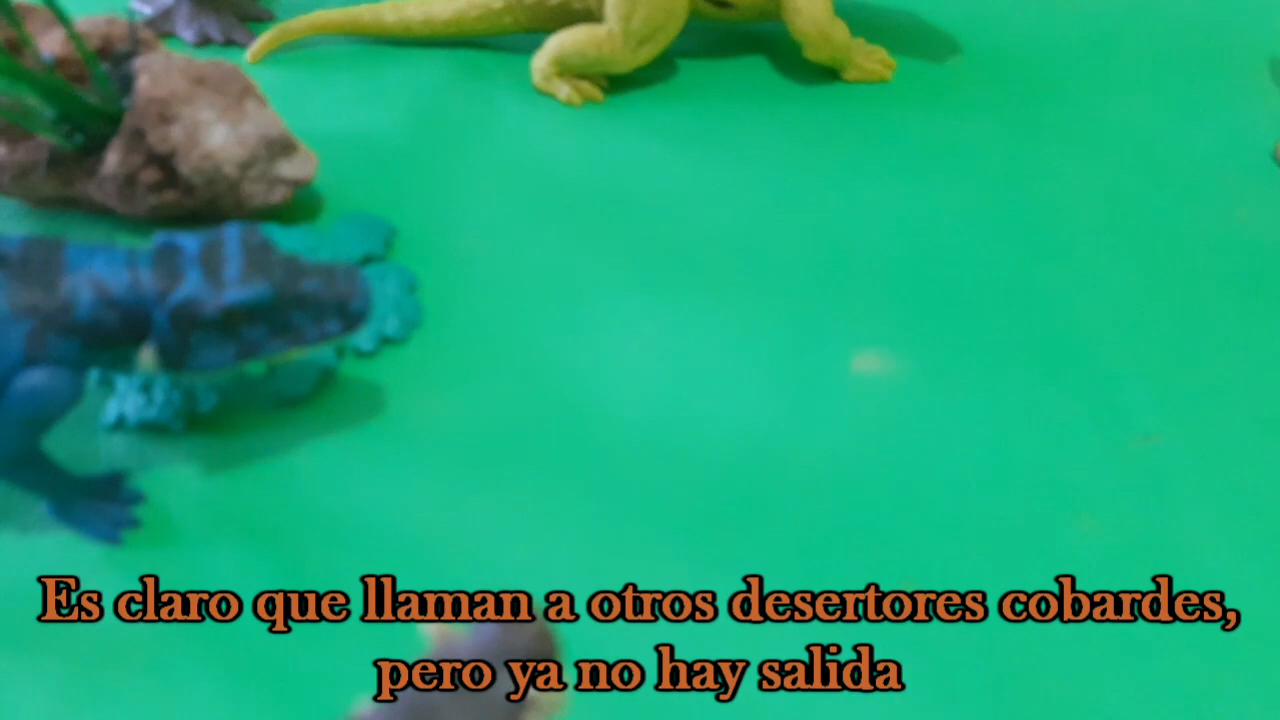 Es claro que llaman a otros desertores cobardes,
pero ya no hay salida